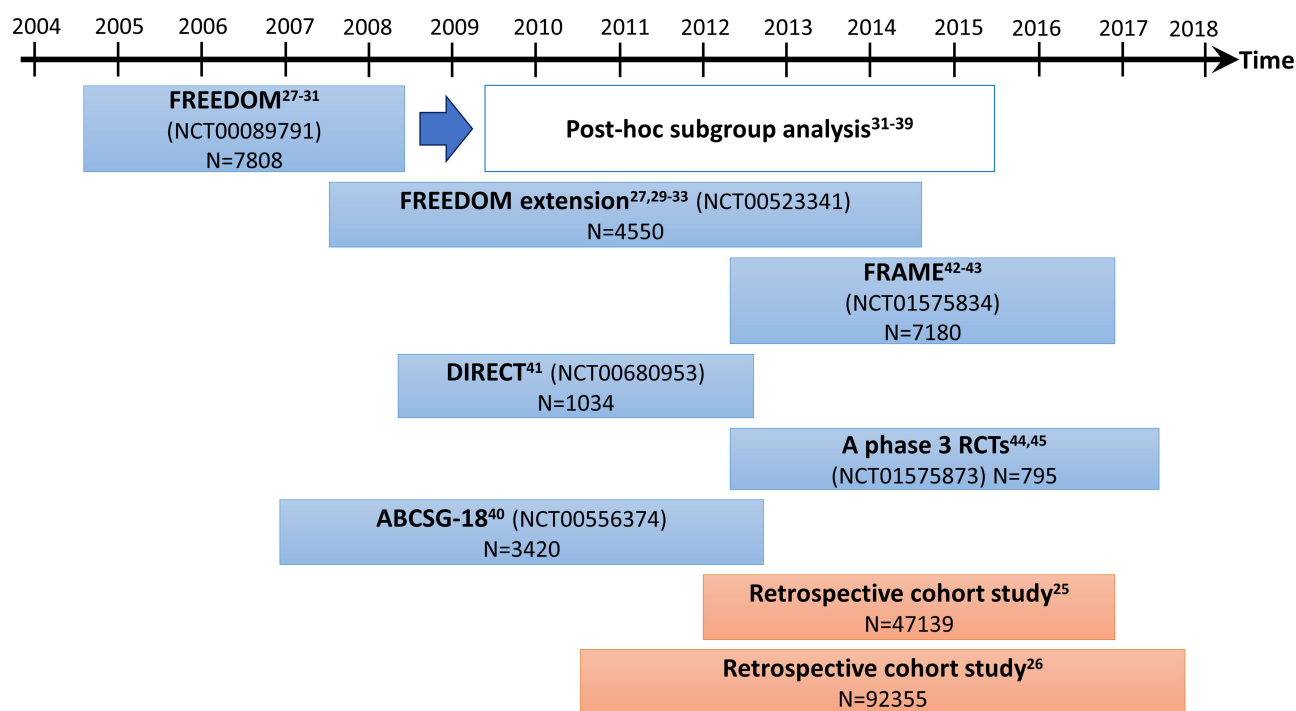 2004 2005 2006 2007 2008 2009 2010 2011 2012 2013 2014 2015 2016 2017 2018
Time
FREEDOM27-31
(NCT00089791)
N=7808
Post-hoc subgroup analysis31-39
FREEDOM extension27,29-33 (NCT00523341)
N=4550
FRAME42-43
(NCT01575834)
N=7180
DIRECT41 (NCT00680953)
N=1034
A phase 3 RCTs44,45
(NCT01575873) N=795
ABCSG-1840 (NCT00556374)
N=3420
Retrospective cohort study25
N=47139
Retrospective cohort study26
N=92355